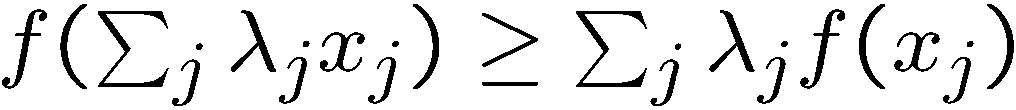 f(∑_j λ_j x_j) ≥ ∑_j λ_j f(x_j)